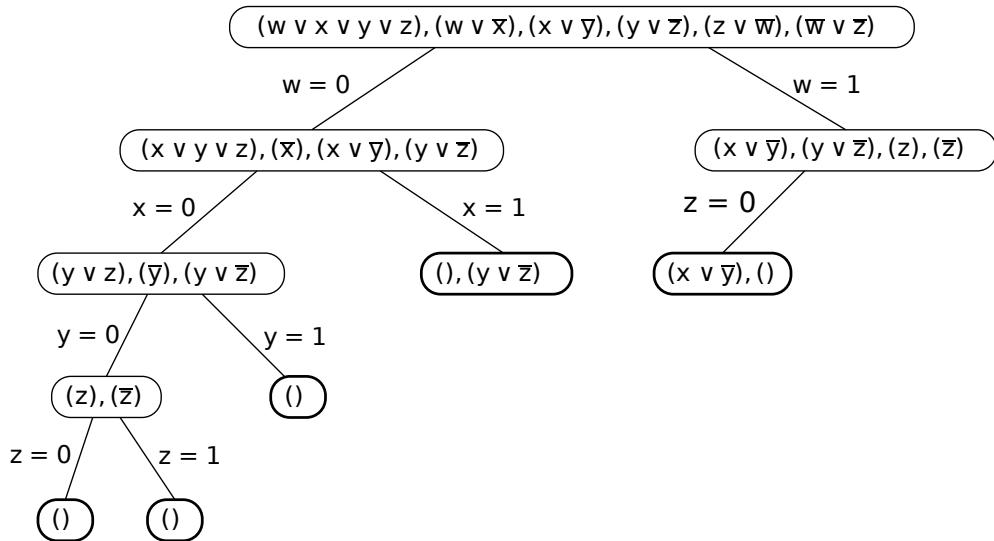 (w ∨ x ∨ y ∨ z), (w ∨ x̅), (x ∨ y̅), (y ∨ z̅), (z ∨ w̅), (w̅ ∨ z̅)
w = 0
w = 1
(x ∨ y ∨ z), (x̅), (x ∨ y̅), (y ∨ z̅)
(x ∨ y̅), (y ∨ z̅), (z), (z̅)
x = 0
x = 1
z = 0
(y ∨ z), (y̅), (y ∨ z̅)
(), (y ∨ z̅)
(x ∨ y̅), ()
y = 0
y = 1
(z), (z̅)
()
z = 0
z = 1
()
()